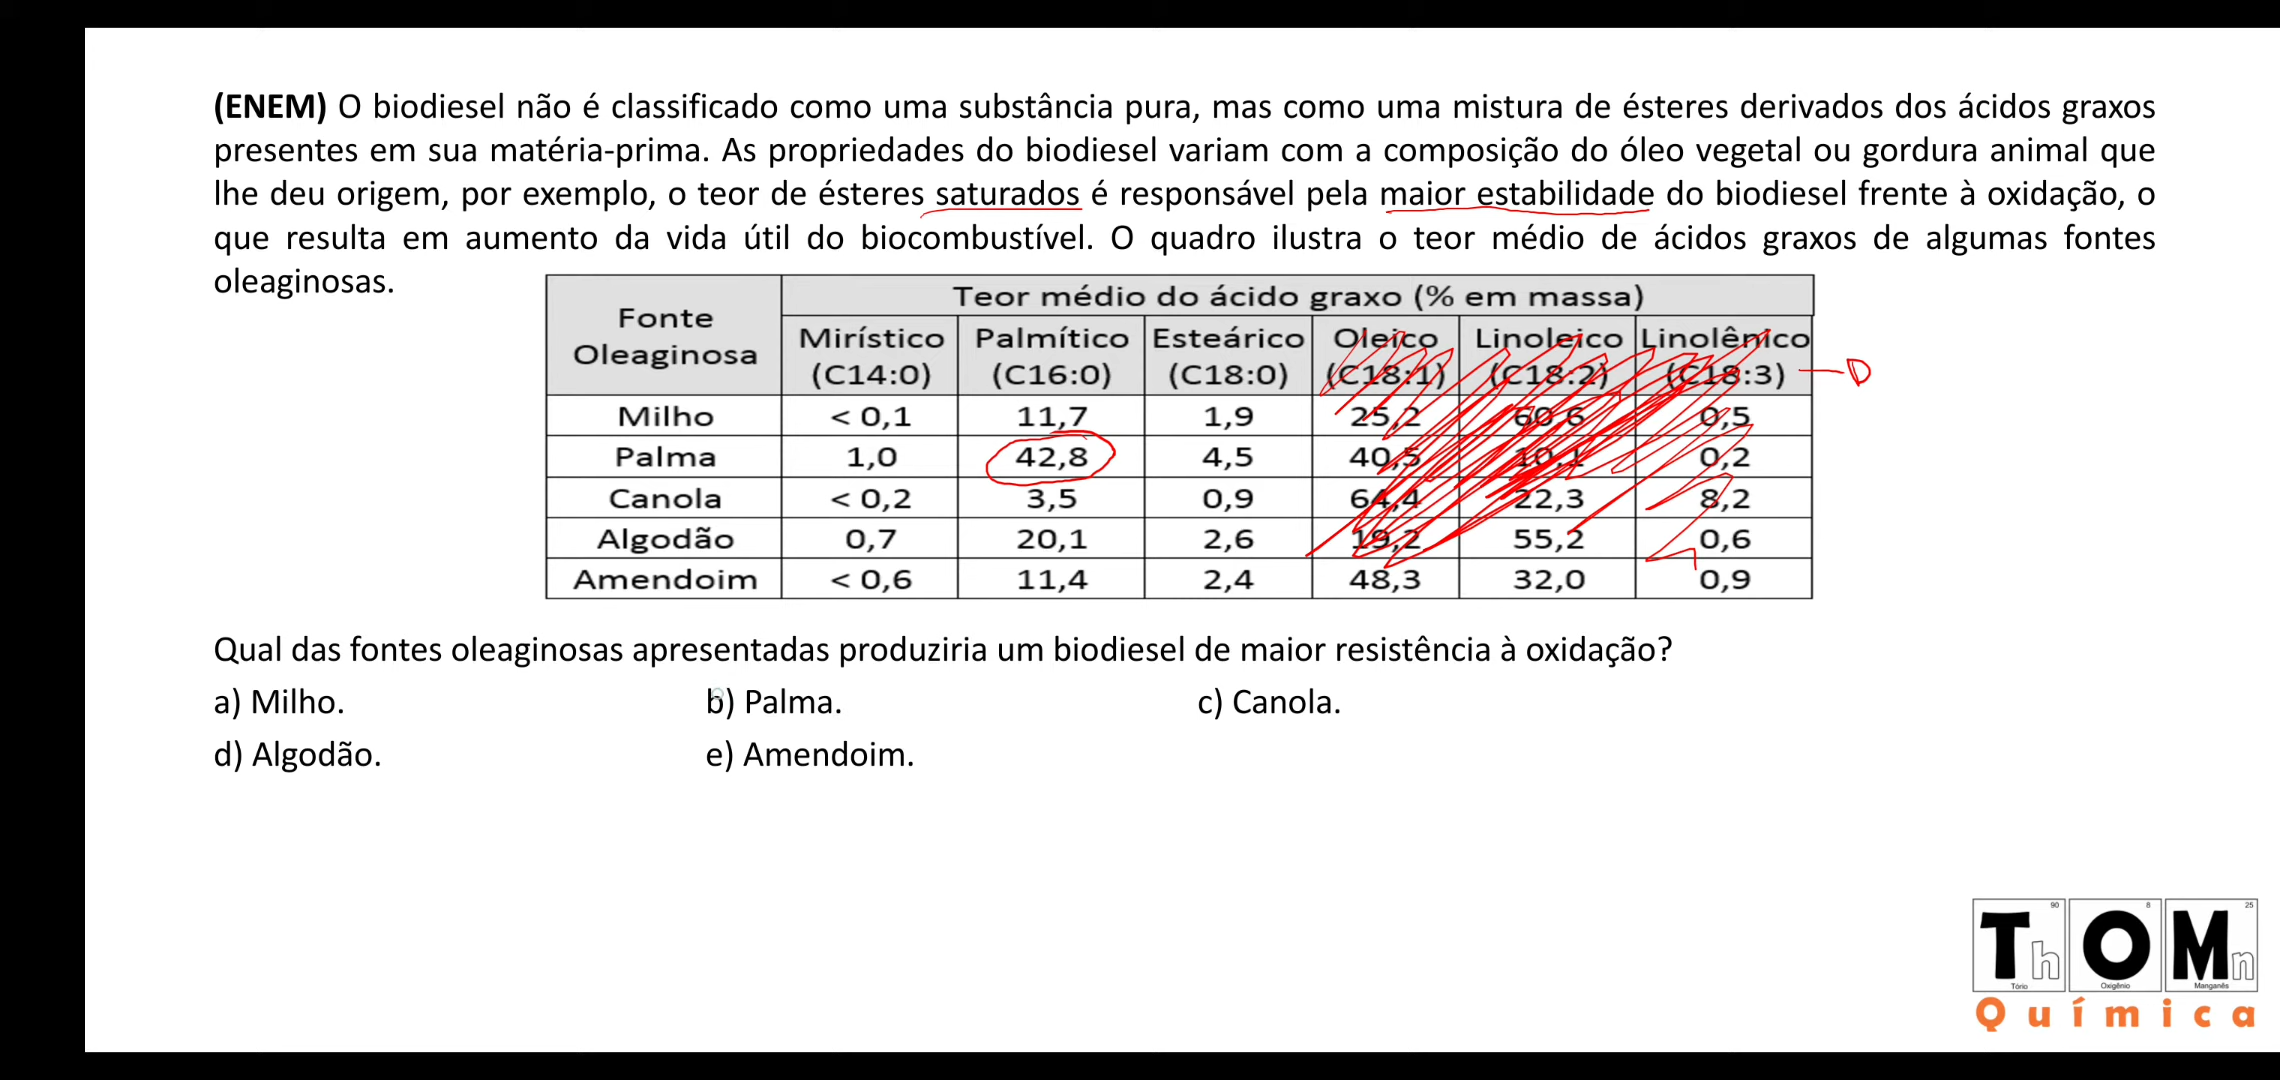 (ENEM) O biodiesel não é classificado como uma substância pura, mas como uma mistura de ésteres derivados dos ácidos graxos
presentes em sua matéria-prima. As propriedades do biodiesel variam com a composição do óleo vegetal ou gordura animal que
lhe deu origem, por exemplo, o teor de ésteres saturados é responsável pela maior estabilidade do biodiesel frente à oxidação, o
que resulta em aumento da vida útil do biocombustível. O quadro ilustra o teor médio de ácidos graxos de algumas fontes
oleaginosas.
Fonte Oleaginosa Teor médio do ácido graxo (% em massa)
Mirístico Palmítico Esteárico Oleico Linoleico Linolênico
(C14:0) (C16:0) (C18:0) (C18:1) (C18:2) (C18:3) D
Milho < 0,1 11,7 1,9 25,2 60,6 0,5
Palma 1,0 42,8 4,5 40,5 10,1 0,2
Canola < 0,2 3,5 0,9 64,4 22,3 8,2
Algodão 0,7 20,1 2,6 19,2 55,2 0,6
Amendoim < 0,6 11,4 2,4 48,3 32,0 0,9
Qual das fontes oleaginosas apresentadas produziria um biodiesel de maior resistência à oxidação?
a) Milho. b) Palma. c) Canola.
d) Algodão. e) Amendoim.
90 8 25
Th O Mn
Tório Oxigênio Manganês
Química